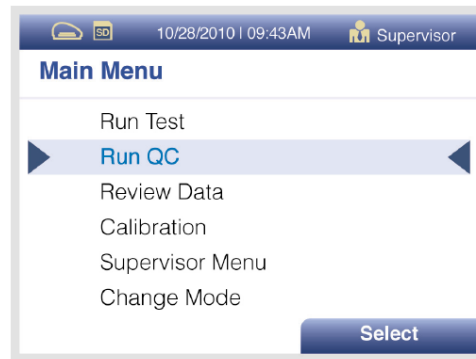 SD 10/28/2010 | 09:43AM Supervisor
Main Menu
Run Test
Run QC
Review Data
Calibration
Supervisor Menu
Change Mode
Select